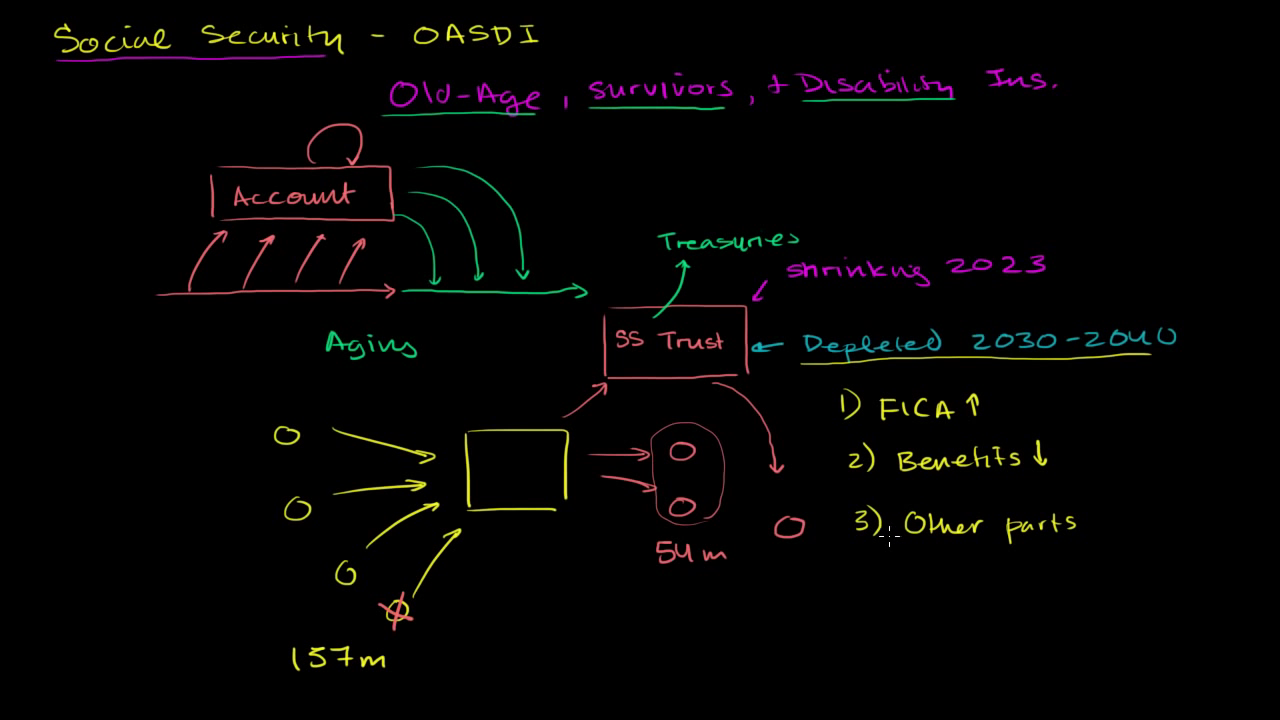 Social Security - OASDI
Old-Age, survivors, + Disability Ins.
Account
Treasuries
shrinking 2023
Aging
SS Trust
Depleted 2030-2040
1) FICA ↑
2) Benefits ↓
3) Other parts
54m
157m